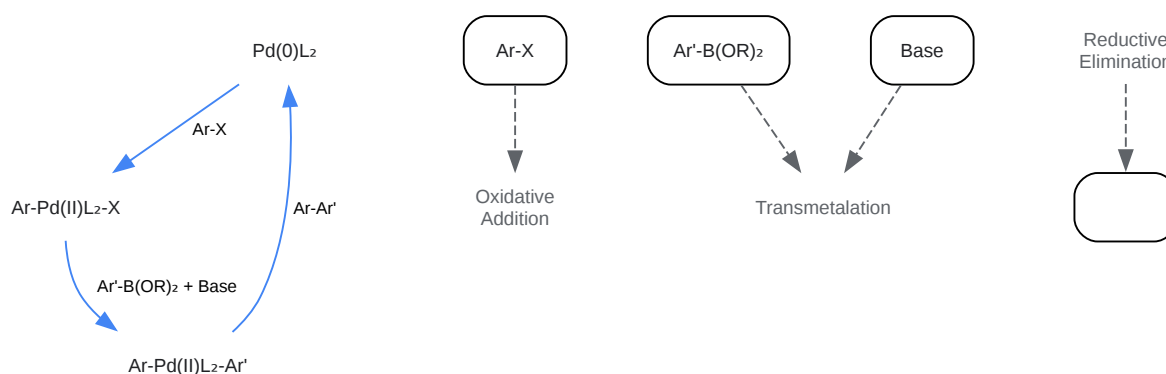 Pd(0)L₂
Ar-X
Ar-Pd(II)L₂-X
Ar-Ar'
Ar'-B(OR)₂ + Base
Ar-Pd(II)L₂-Ar'
Ar-X
Oxidative
Addition
Ar'-B(OR)₂
Base
Transmetalation
Reductive
Elimination